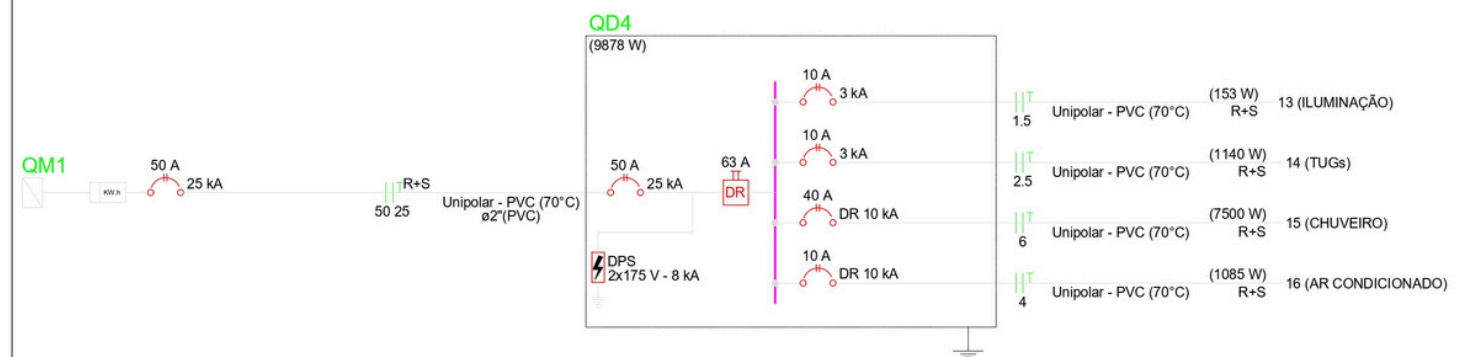 QD4
(9878 W)
10 A
3 kA
1.5
Unipolar - PVC (70°C)
(153 W)
R+S
13 (ILUMINAÇÃO)
10 A
3 kA
2.5
Unipolar - PVC (70°C)
(1140 W)
R+S
14 (TUGs)
QM1
KW.h
50 A
25 kA
R+S
50 25
Unipolar - PVC (70°C)
ø2"(PVC)
50 A
25 kA
63 A
DR
40 A
DR 10 kA
6
Unipolar - PVC (70°C)
(7500 W)
R+S
15 (CHUVEIRO)
DPS
2x175 V - 8 kA
10 A
DR 10 kA
4
Unipolar - PVC (70°C)
(1085 W)
R+S
16 (AR CONDICIONADO)